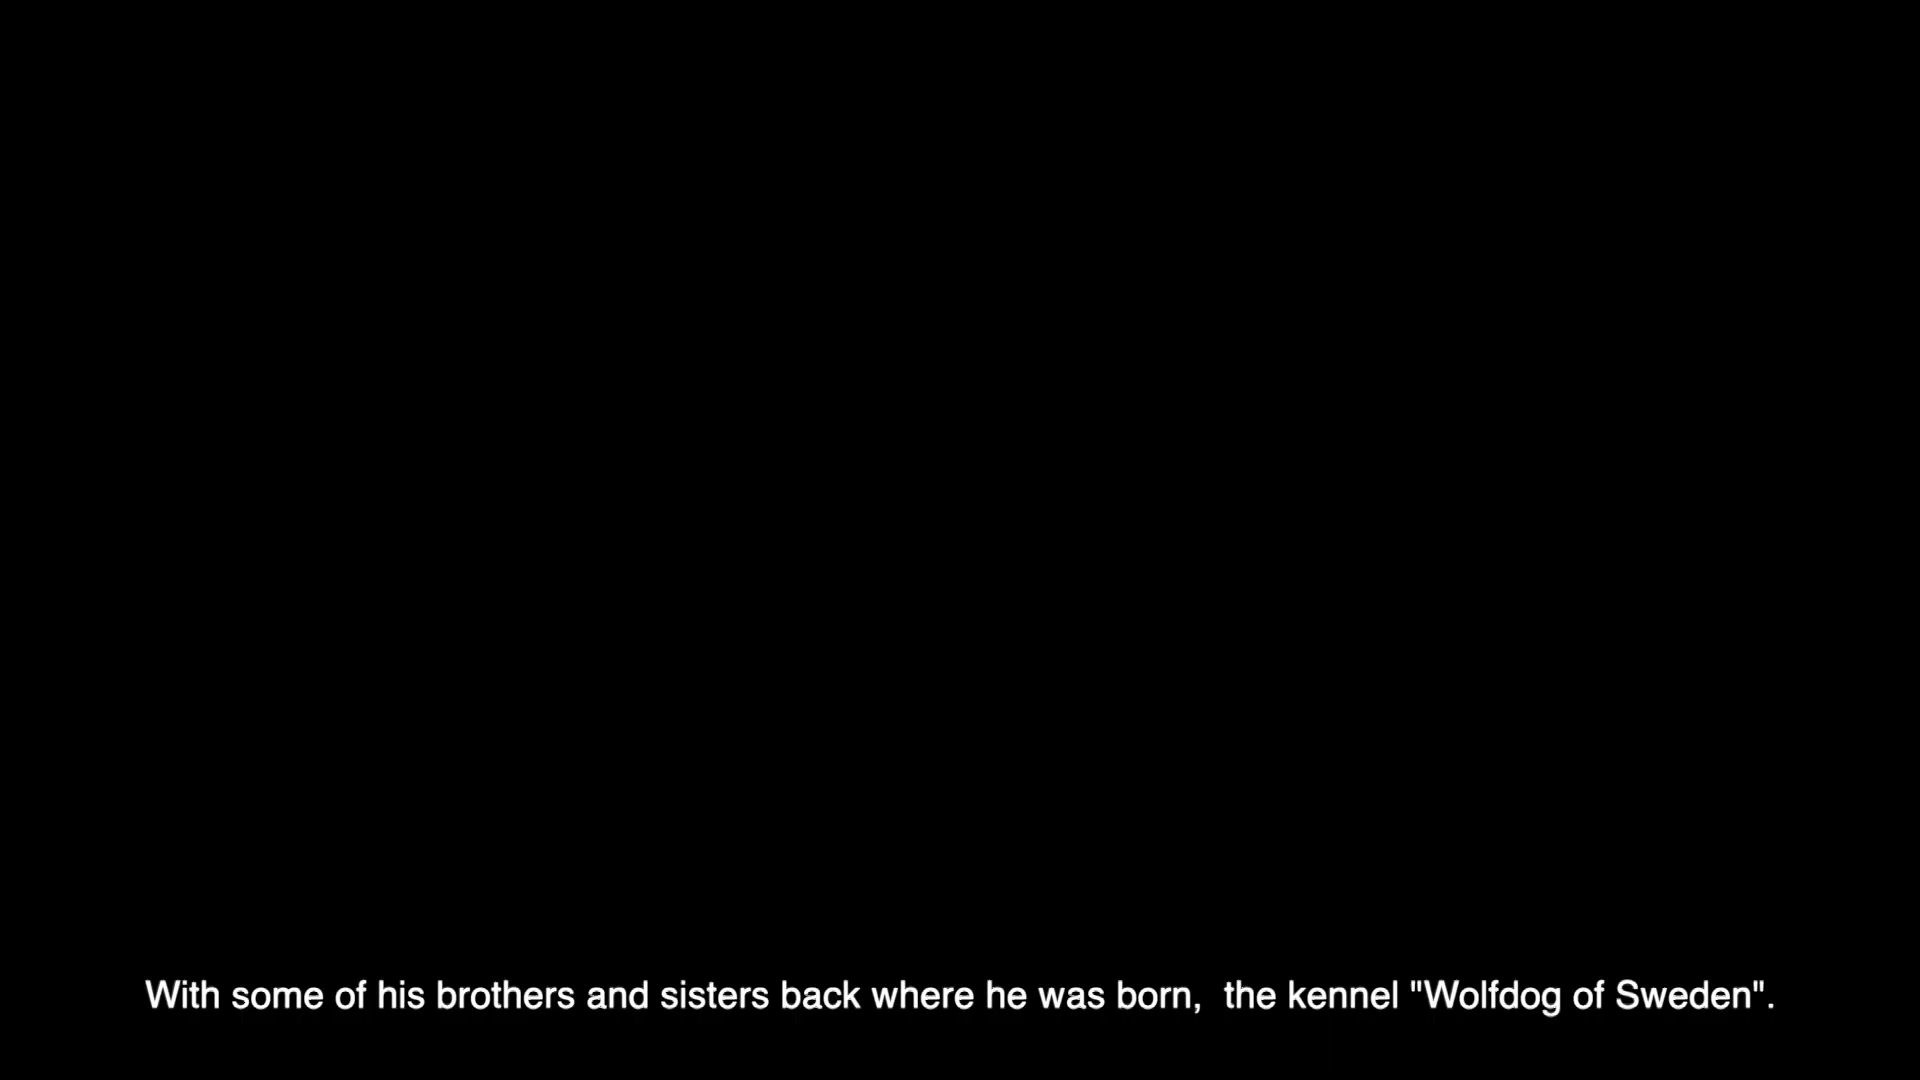 With some of his brothers and sisters back where he was born,  the kennel "Wolfdog of Sweden".